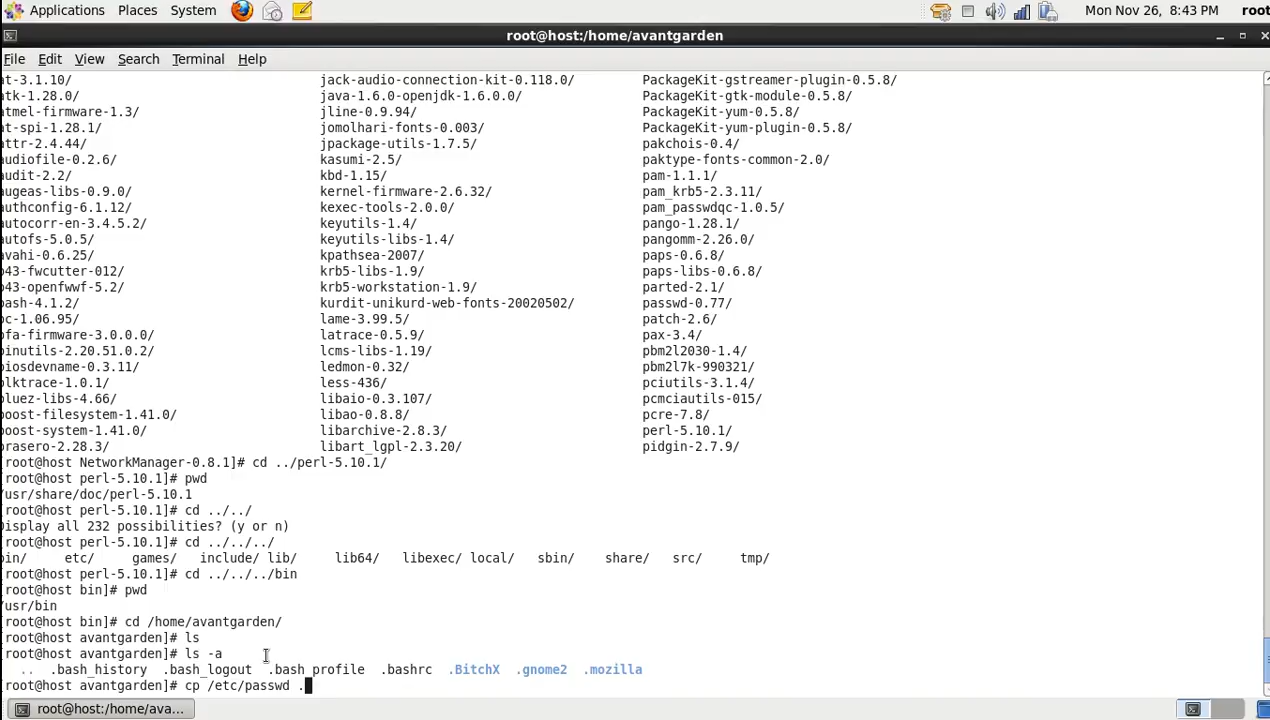 Applications Places System Mon Nov 26, 8:43 PM root
root@host:/home/avantgarden
File Edit View Search Terminal Help
at-3.1.10/ jack-audio-connection-kit-0.118.0/ PackageKit-gstreamer-plugin-0.5.8/
atk-1.28.0/ java-1.6.0-openjdk-1.6.0.0/ PackageKit-gtk-module-0.5.8/
atmel-firmware-1.3/ jline-0.9.94/ PackageKit-yum-0.5.8/
at-spi-1.28.1/ jomolhari-fonts-0.003/ PackageKit-yum-plugin-0.5.8/
attr-2.4.44/ jpackage-utils-1.7.5/ pakchois-0.4/
audiofile-0.2.6/ kasumi-2.5/ paktype-fonts-common-2.0/
audit-2.2/ kbd-1.15/ pam-1.1.1/
augeas-libs-0.9.0/ kernel-firmware-2.6.32/ pam_krb5-2.3.11/
authconfig-6.1.12/ kexec-tools-2.0.0/ pam_passwdqc-1.0.5/
autocorr-en-3.4.5.2/ keyutils-1.4/ pango-1.28.1/
autofs-5.0.5/ keyutils-libs-1.4/ pangomm-2.26.0/
avahi-0.6.25/ kpathsea-2007/ paps-0.6.8/
b43-fwcutter-012/ krb5-libs-1.9/ paps-libs-0.6.8/
b43-openfwwf-5.2/ krb5-workstation-1.9/ parted-2.1/
bash-4.1.2/ kurdit-unikurd-web-fonts-20020502/ passwd-0.77/
bc-1.06.95/ lame-3.99.5/ patch-2.6/
bfa-firmware-3.0.0.0/ latrace-0.5.9/ pax-3.4/
binutils-2.20.51.0.2/ lcms-libs-1.19/ pbm2l2030-1.4/
biosdevname-0.3.11/ ledmon-0.32/ pbm2l7k-990321/
blktrace-1.0.1/ less-436/ pciutils-3.1.4/
bluez-libs-4.66/ libaio-0.3.107/ pcmciautils-015/
boost-filesystem-1.41.0/ libao-0.8.8/ pcre-7.8/
boost-system-1.41.0/ libarchive-2.8.3/ perl-5.10.1/
brasero-2.28.3/ libart_lgpl-2.3.20/ pidgin-2.7.9/
[root@host NetworkManager-0.8.1]# cd ../perl-5.10.1/
[root@host perl-5.10.1]# pwd
/usr/share/doc/perl-5.10.1
[root@host perl-5.10.1]# cd ../../
Display all 232 possibilities? (y or n)
[root@host perl-5.10.1]# cd ../../../
bin/ etc/ games/ include/ lib/ lib64/ libexec/ local/ sbin/ share/ src/ tmp/
[root@host perl-5.10.1]# cd ../../../bin
[root@host bin]# pwd
/usr/bin
[root@host bin]# cd /home/avantgarden/
[root@host avantgarden]# ls
[root@host avantgarden]# ls -a
.. .bash_history .bash_logout .bash_profile .bashrc .BitchX .gnome2 .mozilla
[root@host avantgarden]# cp /etc/passwd .
root@host:/home/ava...